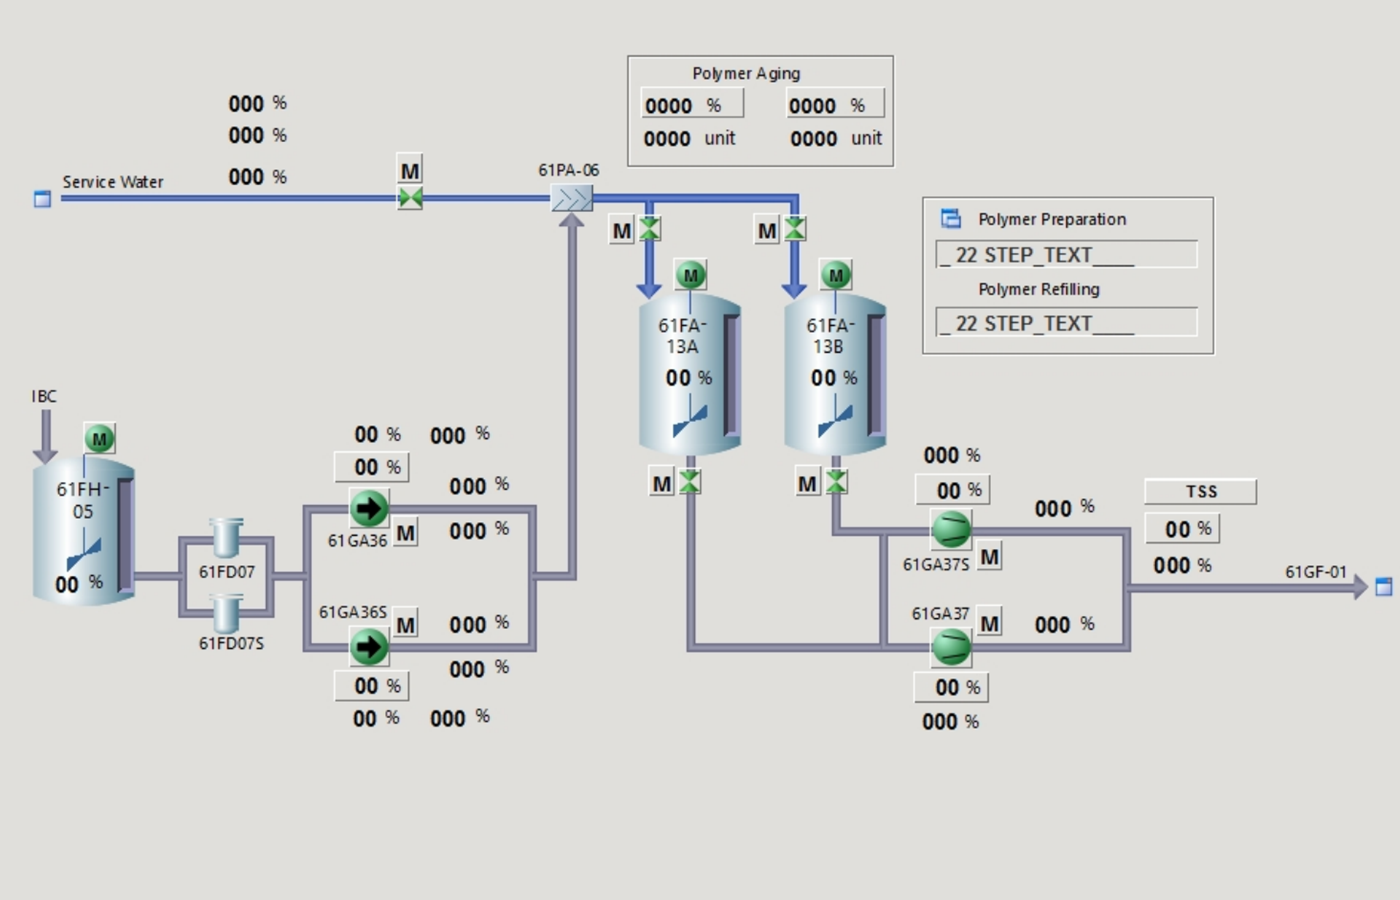 Polymer Aging
0000 % 0000 %
0000 unit 0000 unit
000 %
000 %
000 %
Service Water
M
61PA-06
M
M
M
M
Polymer Preparation
_ 22 STEP_TEXT____
Polymer Refilling
_ 22 STEP_TEXT____
61FA-
13A
00 %
61FA-
13B
00 %
M
M
IBC
M
61FH-
05
00 %
61FD07
61FD07S
00 % 000 %
00 %
000 %
61GA36
M
000 %
61GA36S
M
000 %
000 %
00 %
00 % 000 %
000 %
00 %
000 %
61GA37S
M
61GA37
M
000 %
00 %
000 %
TSS
00 %
000 %
61GF-01